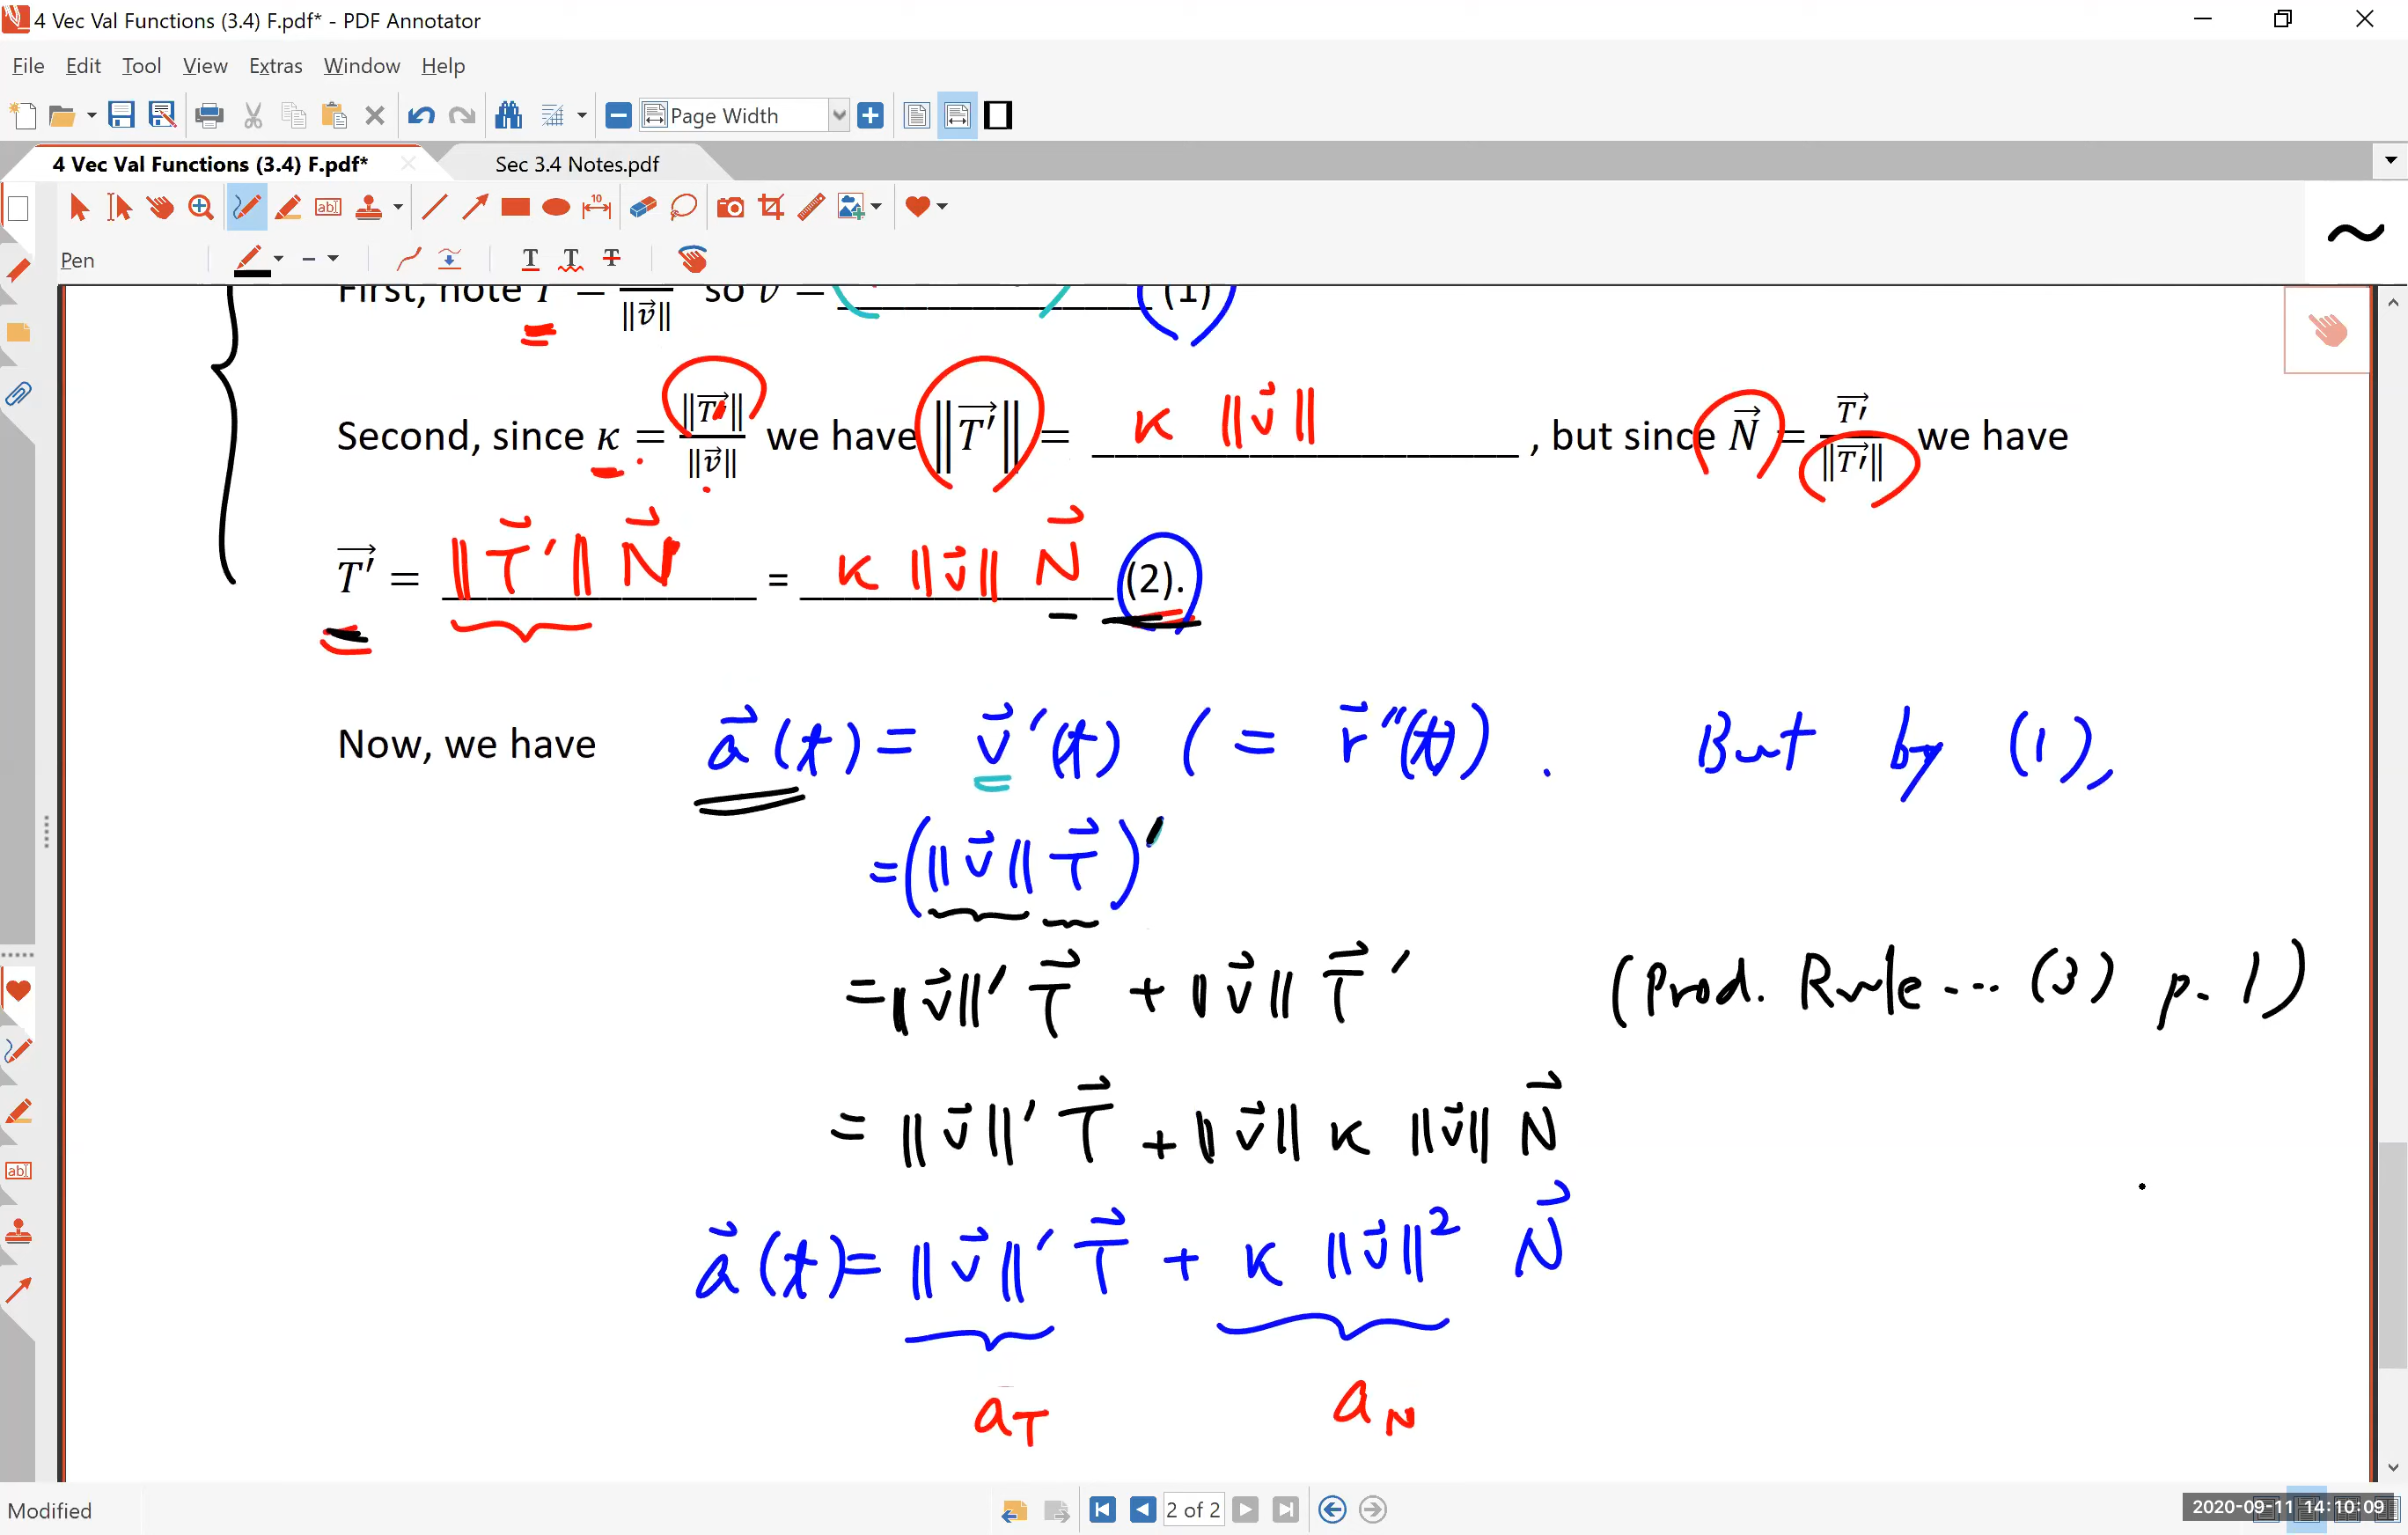 4 Vec Val Functions (3.4) F.pdf* - PDF Annotator
File Edit Tool View Extras Window Help
Page Width
4 Vec Val Functions (3.4) F.pdf* Sec 3.4 Notes.pdf
Pen
First, note T⃗ = ‖v⃗‖ so v⃗ = ____ (1)
Second, since κ = ‖T⃗′‖/‖v⃗‖ we have ‖T⃗′‖ = κ ‖v⃗‖ , but since N⃗ = T⃗′/‖T⃗′‖ we have
T⃗′ = ‖T⃗′‖ N⃗ = κ ‖v⃗‖ N⃗ (2).
Now, we have a⃗(t) = v⃗′(t) (= r⃗″(t)). But by (1),
= (‖v⃗‖ T⃗)′
= ‖v⃗‖′ T⃗ + ‖v⃗‖ T⃗′ (Prod. Rule... (3) p. 1)
= ‖v⃗‖′ T⃗ + ‖v⃗‖ κ ‖v⃗‖ N⃗
a⃗(t) = ‖v⃗‖′ T⃗ + κ ‖v⃗‖² N⃗
a_T a_N
Modified 2 of 2 2020-09-11 14:10:09